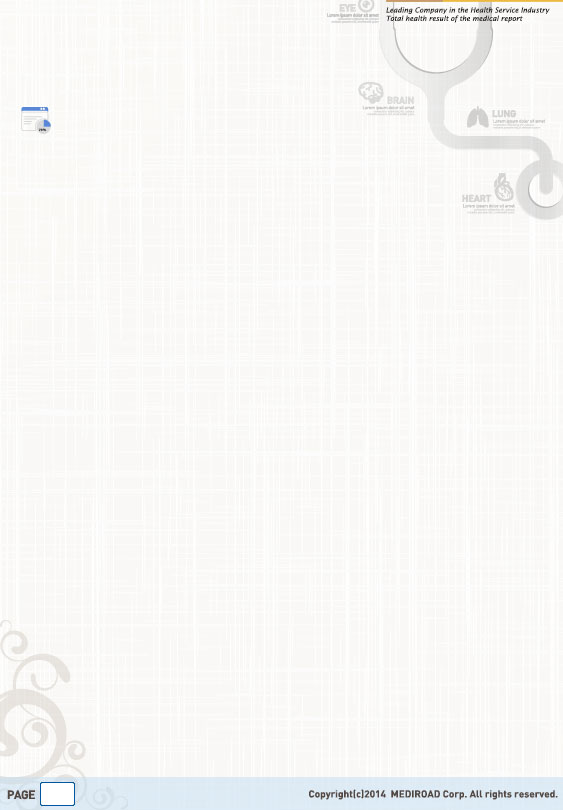 Leading Company in the Health Service Industry
Total health result of the medical report
EYE
Lorem ipsum dolor sit amet
BRAIN
Lorem ipsum dolor sit amet
LUNG
Lorem ipsum dolor sit amet
HEART
Lorem ipsum dolor sit amet
PAGE
Copyright(c)2014 MEDIROAD Corp. All rights reserved.